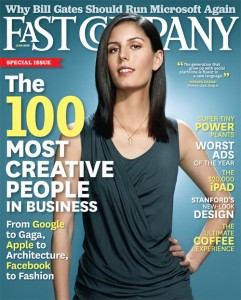 Why Bill Gates Should Run Microsoft Again
FAST COMPANY
SPECIAL ISSUE
The
100
MOST
CREATIVE
PEOPLE
IN BUSINESS
From Google
to Gaga,
Apple to
Architecture,
Facebook
to Fashion
"The generation that
grew up with social
platforms is fluent in
a new language."
SUPER-TINY
POWER
PLANTS
WORST
ADS
OF THE YEAR
THE
$20,000
iPAD
STANFORD'S
NEW-LOOK
DESIGN
THE
ULTIMATE
COFFEE
EXPERIENCE